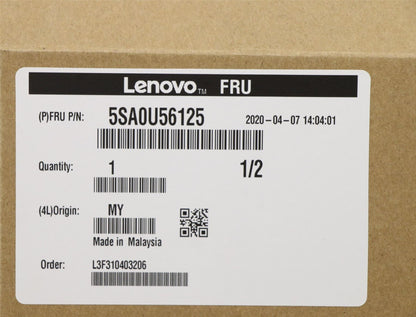 Lenovo™ FRU
(P)FRU P/N: 5SA0U56125 2020-04-07 14:04:01
Quantity: 1 1/2
(4L)Origin: MY
Made in Malaysia
Order: L3F310403206